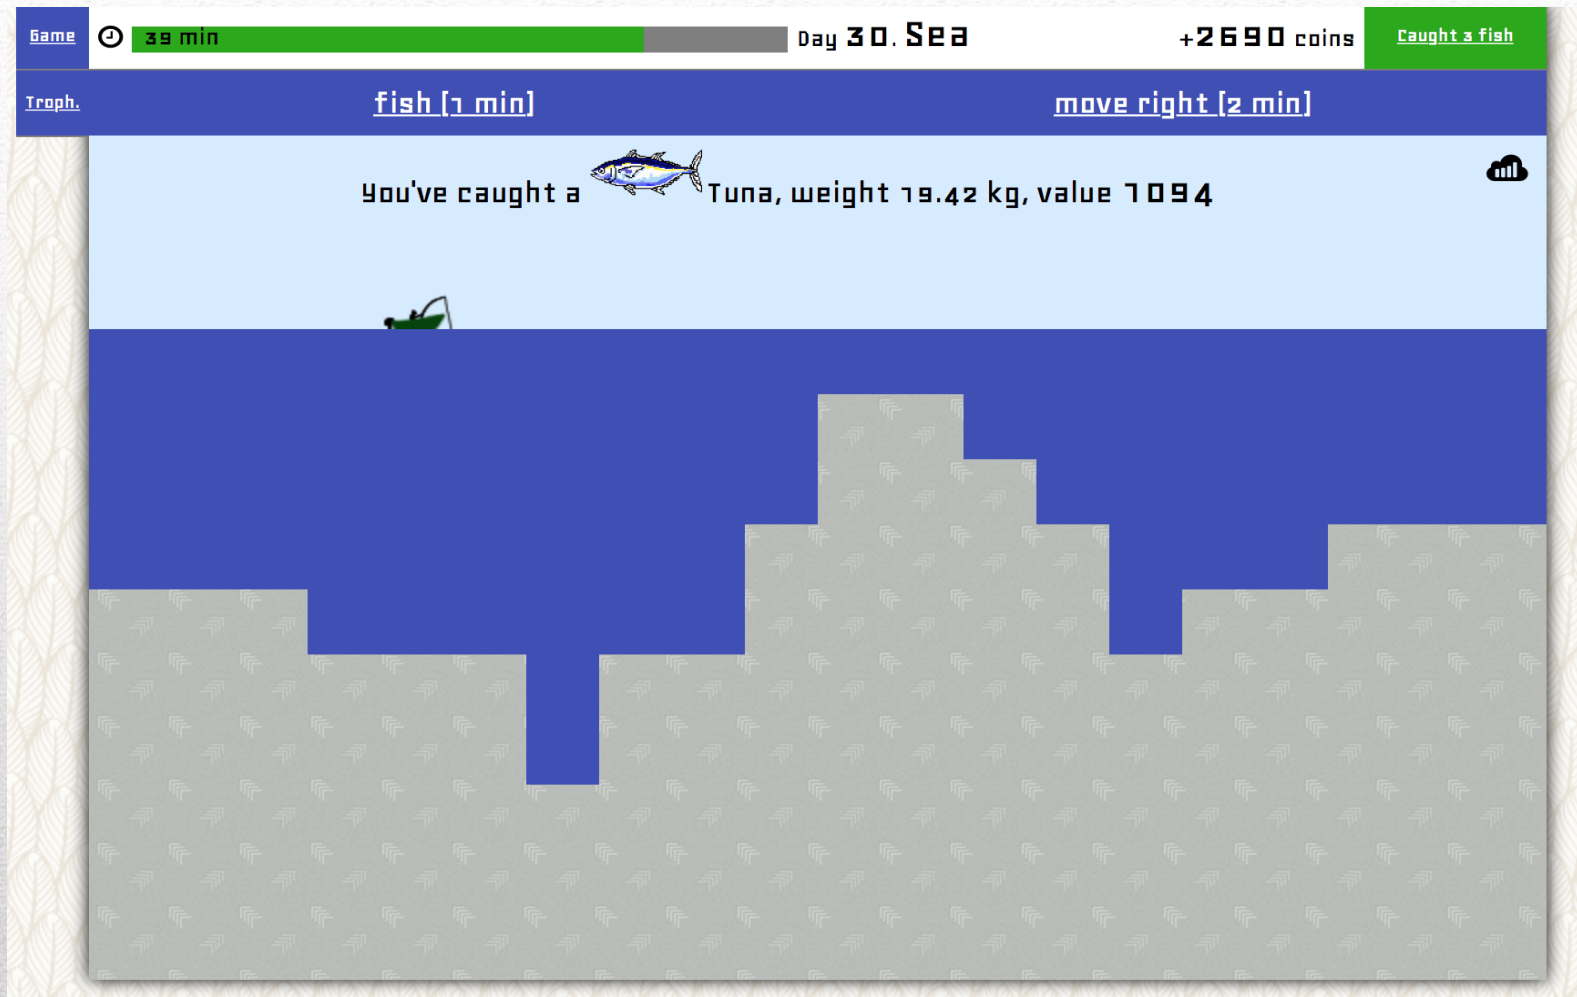 Game
39 min
Day 30. Sea
+2690 coins
Caught 3 fish
Troph.
fish [1 min]
move right [2 min]
You've caught a Tuna, weight 19.42 kg, value 1094